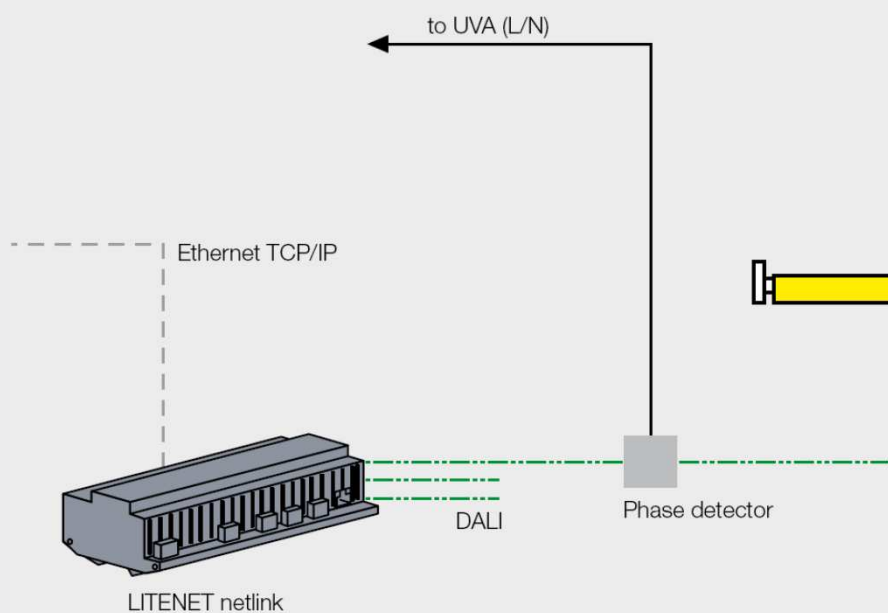 to UVA (L/N)
Ethernet TCP/IP
DALI
Phase detector
LITENET netlink